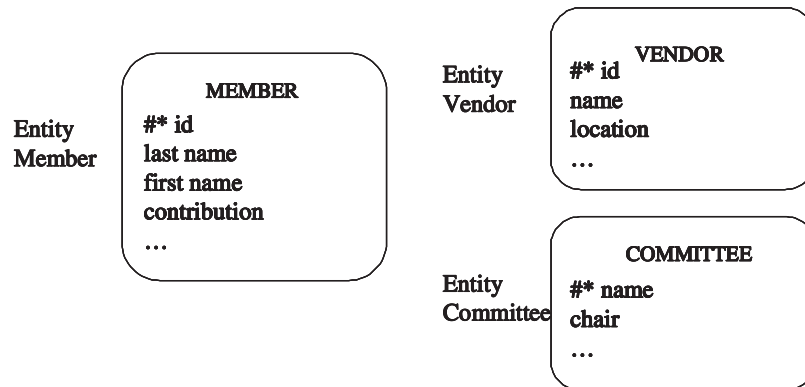 Entity
Member
MEMBER
#* id
last name
first name
contribution
...
Entity
Vendor
VENDOR
#* id
name
location
...
Entity
Committee
COMMITTEE
#* name
chair
...